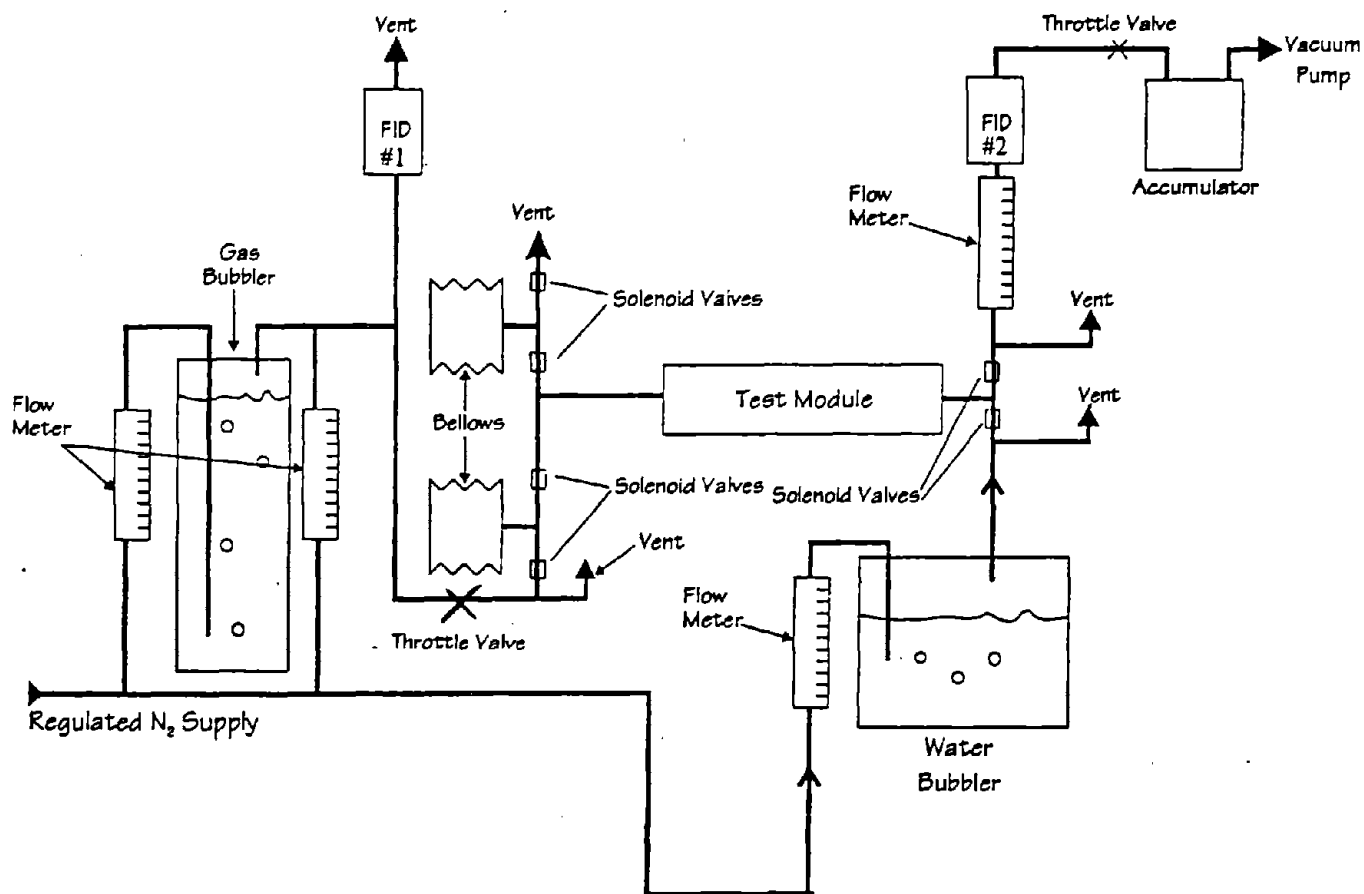 Vent
Throttle Valve
Vacuum
Pump
FID
#1
FID
#2
Accumulator
Flow
Meter
Vent
Gas
Bubbler
Solenoid Valves
Vent
Flow
Meter
Bellows
Test Module
Vent
Solenoid Valves
Solenoid Valves
Vent
Flow
Meter
Throttle Valve
Regulated N₂ Supply
Water
Bubbler